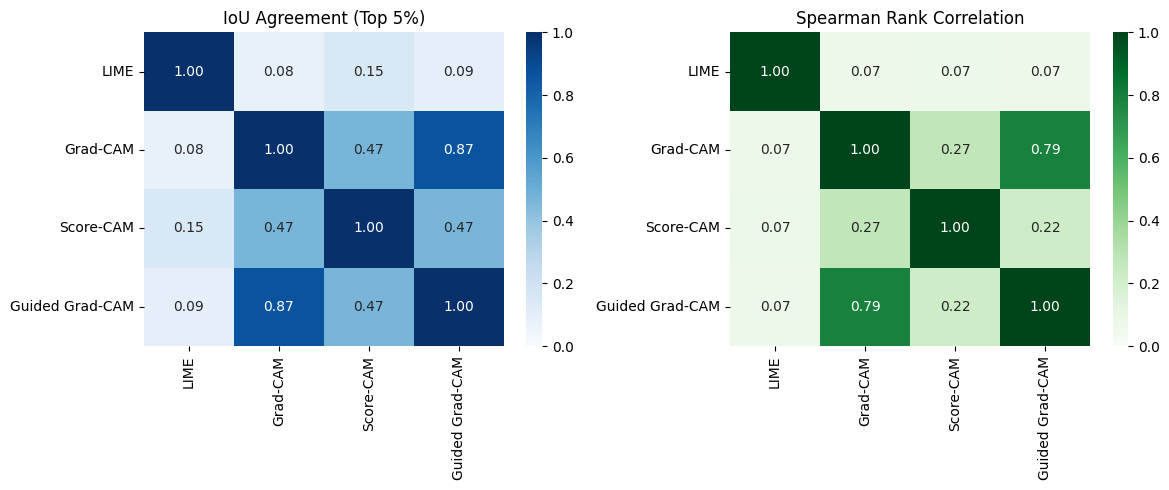 IoU Agreement (Top 5%)
LIME 1.00 0.08 0.15 0.09
Grad-CAM 0.08 1.00 0.47 0.87
Score-CAM 0.15 0.47 1.00 0.47
Guided Grad-CAM 0.09 0.87 0.47 1.00
LIME Grad-CAM Score-CAM Guided Grad-CAM
1.0
0.8
0.6
0.4
0.2
0.0
Spearman Rank Correlation
LIME 1.00 0.07 0.07 0.07
Grad-CAM 0.07 1.00 0.27 0.79
Score-CAM 0.07 0.27 1.00 0.22
Guided Grad-CAM 0.07 0.79 0.22 1.00
LIME Grad-CAM Score-CAM Guided Grad-CAM
1.0
0.8
0.6
0.4
0.2
0.0